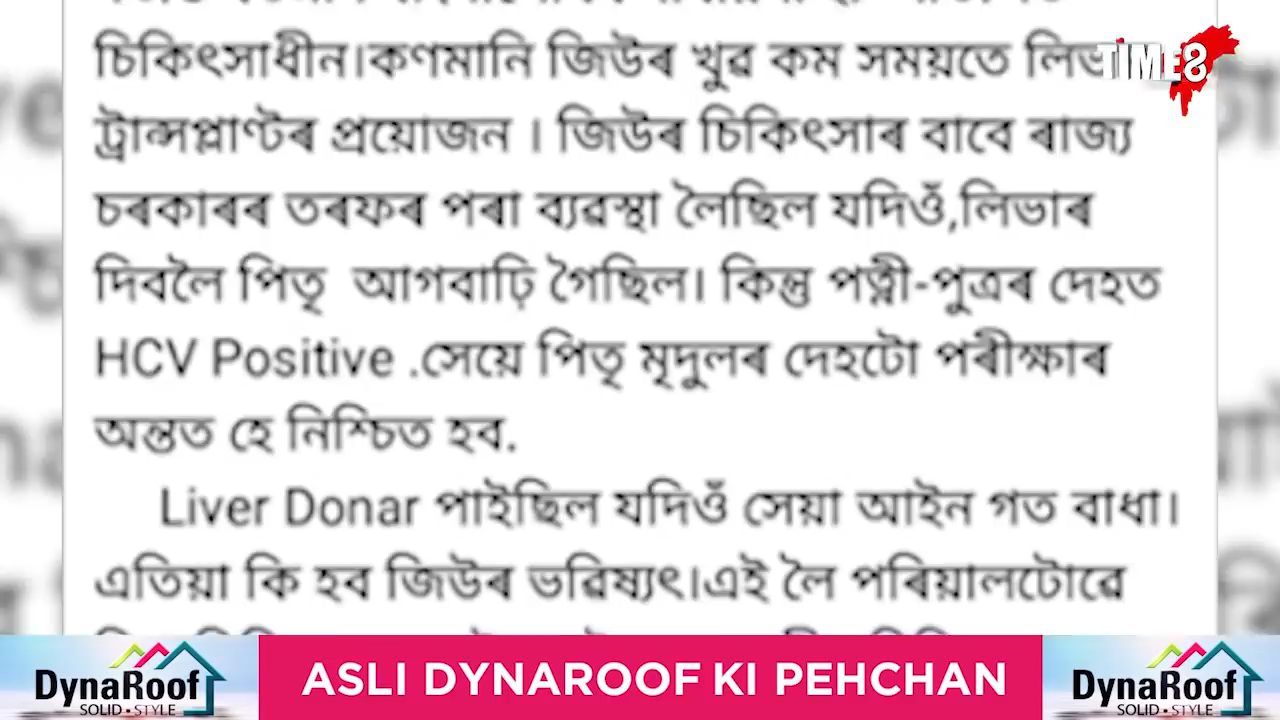 চিকিৎসাধীন।কণমানি জিউৰ খুৱ কম সময়তে
TIME8
ট্ৰান্সপ্লাণ্টৰ প্ৰয়োজন । জিউৰ চিকিৎসাৰ বাবে ৰাজ্য
চৰকাৰৰ তৰফৰ পৰা ব্যৱস্থা লৈছিল যদিওঁ,লিভাৰ
দিবলৈ পিতৃ আগবাঢ়ি গৈছিল। কিন্তু পত্নী-পুত্ৰৰ দেহত
HCV Positive .সেয়ে পিতৃ মৃদুলৰ দেহটো পৰীক্ষাৰ
অন্তত হে নিশ্চিত হব.
Liver Donar পাইছিল যদিওঁ সেয়া আইন গত বাধা।
এতিয়া কি হব জিউৰ ভৱিষ্যৎ।এই লৈ পৰিয়ালটোৱে
DynaRoof
SOLID • STYLE
ASLI DYNAROOF KI PEHCHAN
DynaRoof
SOLID • STYLE